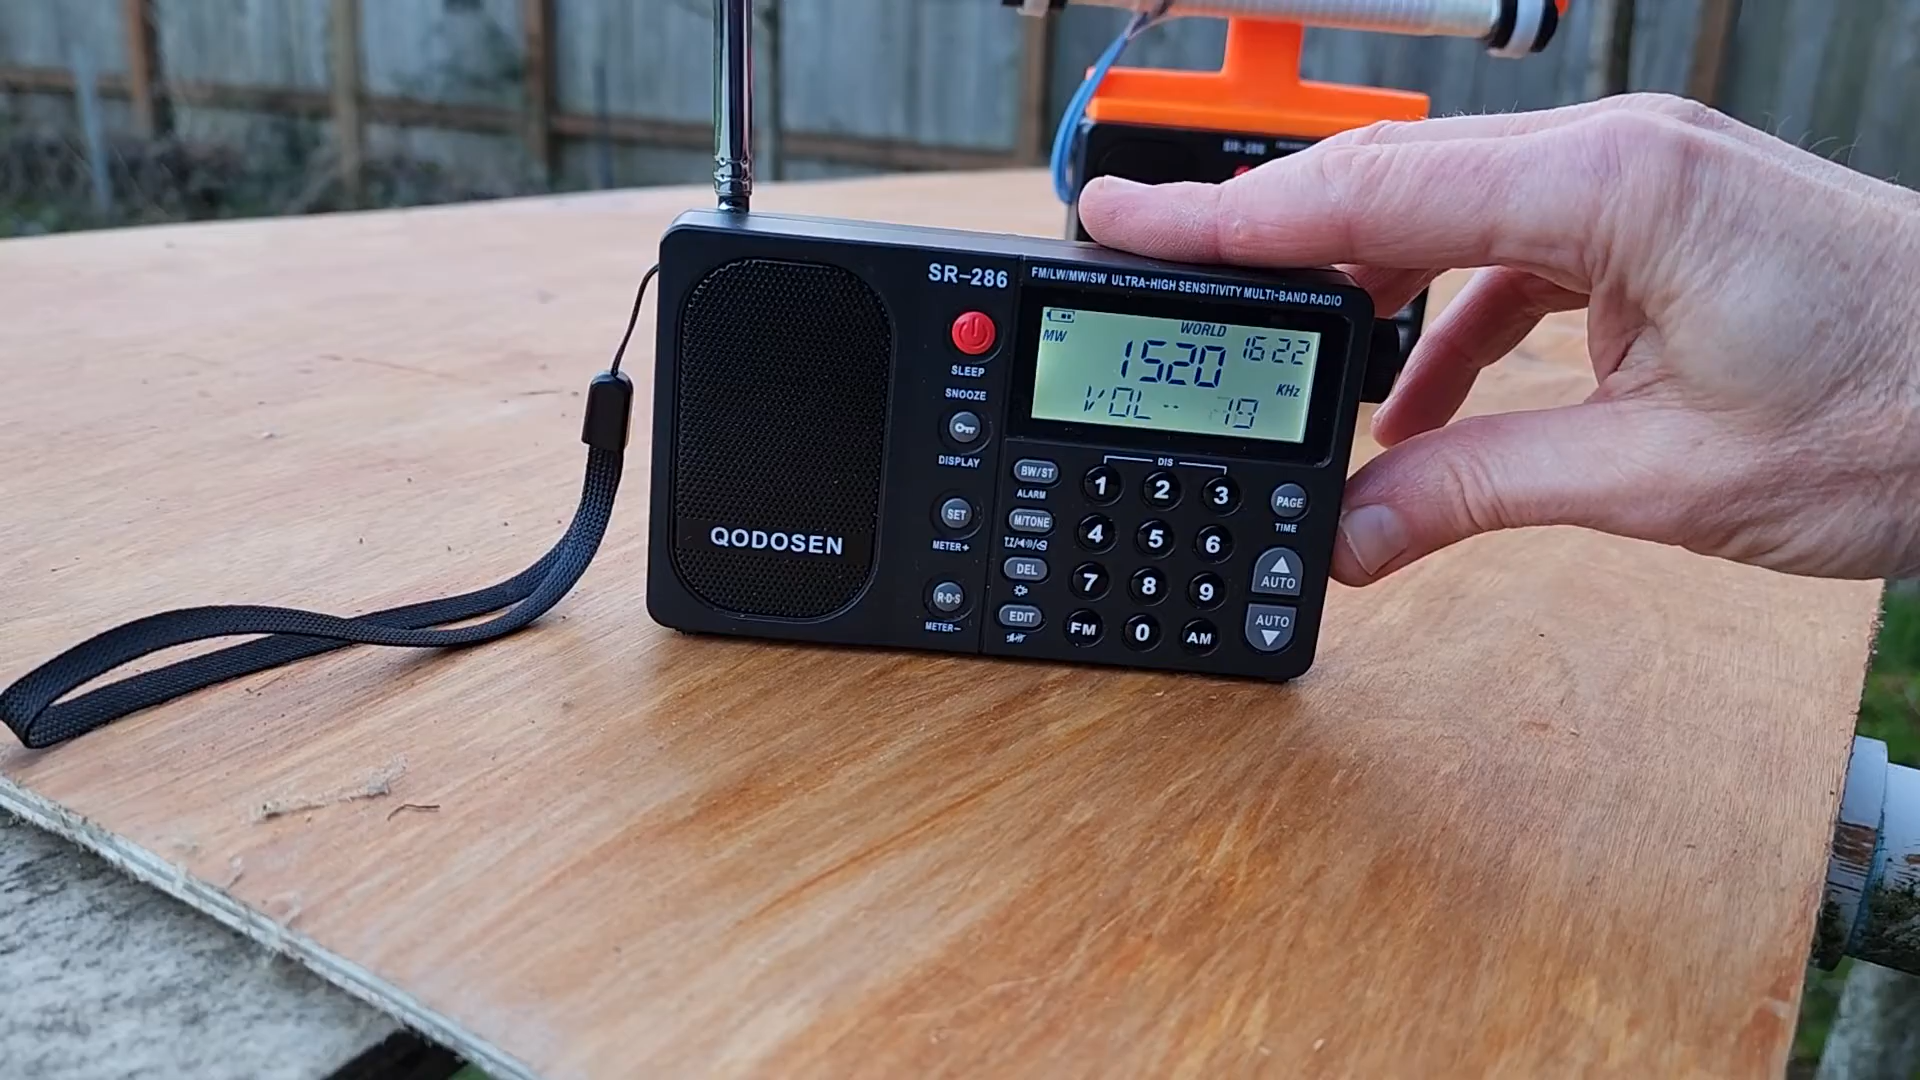 SR-286
SR-286
FM/LW/MW/SW ULTRA-HIGH SENSITIVITY MULTI-BAND RADIO
WORLD
MW
1520
16 22
KHz
VOL--
SLEEP
SNOOZE
DISPLAY
SET
METER+
R·D·S
METER-
QODOSEN
DIS
BW/ST
ALARM
M/TONE
DEL
EDIT
1 2 3
4 5 6
7 8 9
FM 0 AM
PAGE
TIME
AUTO
AUTO